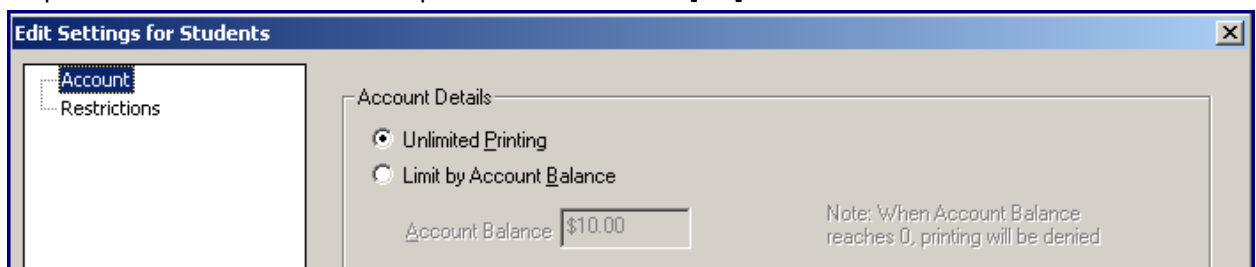 Edit Settings for Students
Account
Restrictions
Account Details
Unlimited Printing
Limit by Account Balance
Account Balance $10.00
Note: When Account Balance
reaches 0, printing will be denied